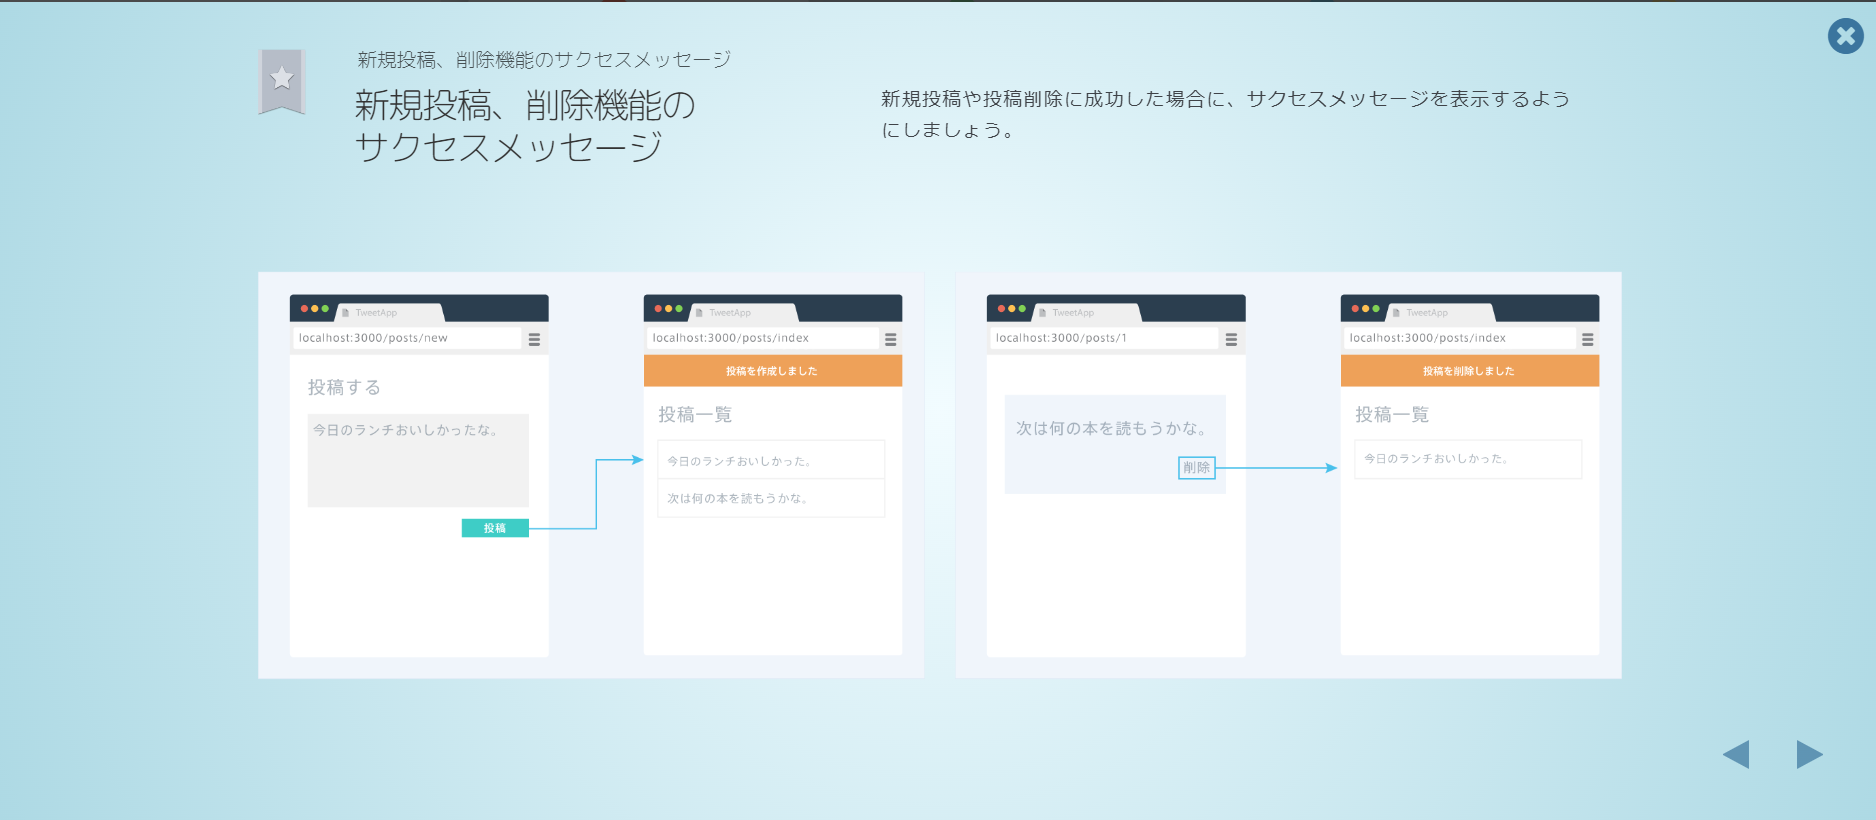 新規投稿、削除機能のサクセスメッセージ
新規投稿、削除機能の
サクセスメッセージ
新規投稿や投稿削除に成功した場合に、サクセスメッセージを表示するよう
にしましょう。
TweetApp
localhost:3000/posts/new
投稿する
今日のランチおいしかったな。
投稿
TweetApp
localhost:3000/posts/index
投稿を作成しました
投稿一覧
今日のランチおいしかった。
次は何の本を読もうかな。
TweetApp
localhost:3000/posts/1
次は何の本を読もうかな。
削除
TweetApp
localhost:3000/posts/index
投稿を削除しました
投稿一覧
今日のランチおいしかった。